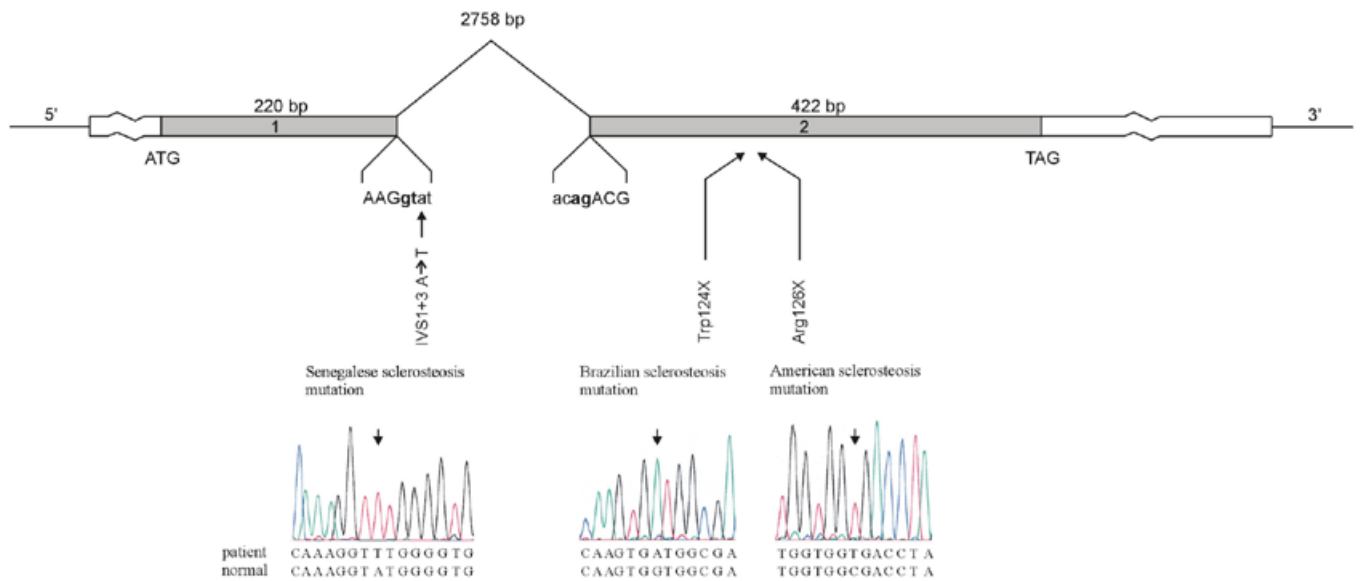 2758 bp
5'
220 bp
422 bp
3'
1
2
ATG
TAG
AAGgtat
acagACG
IVS1+3 A→T
Trp124X
Arg126X
Senegalese sclerosteosis
mutation
Brazilian sclerosteosis
mutation
American sclerosteosis
mutation
patient CAAAGGTTTGGGGTG CAAGTGATGGCGA TGGTGGTGACCTA
normal CAAAGGTATGGGGTG CAAGTGGTGGCGA TGGTGGCGACCTA